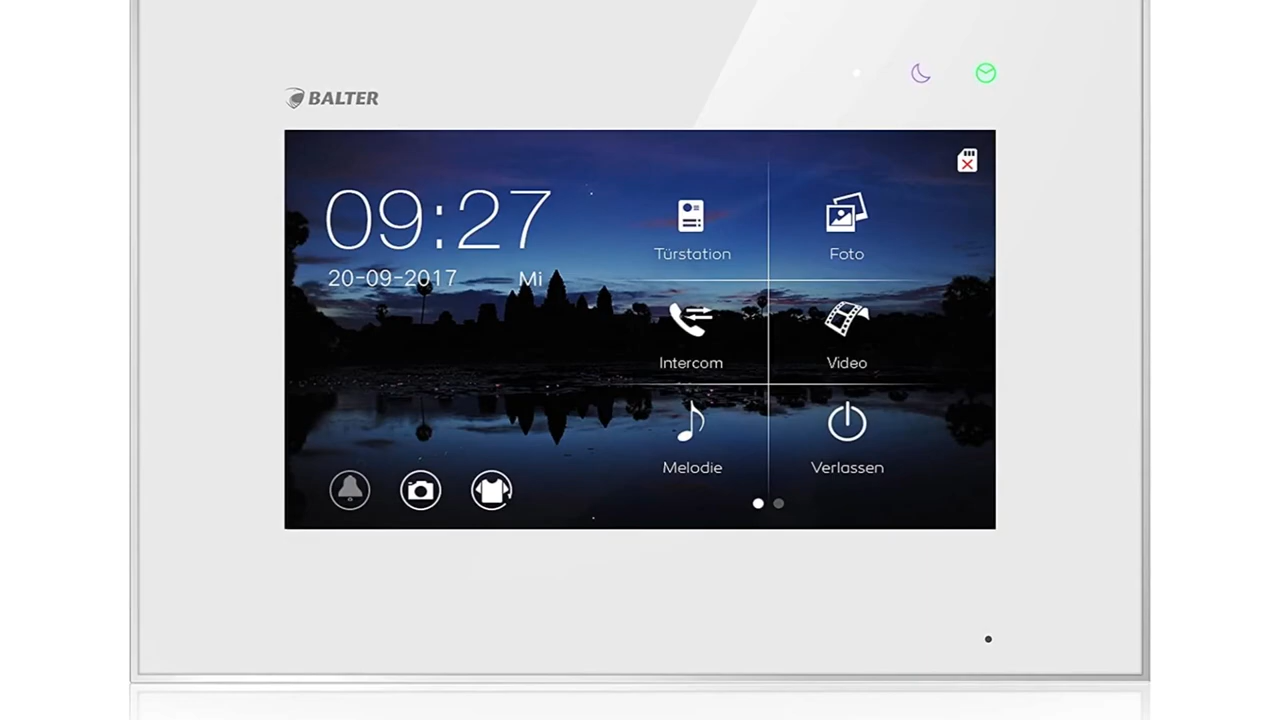 BALTER
09:27
20-09-2017 Mi
Türstation
Foto
Intercom
Video
Melodie
Verlassen